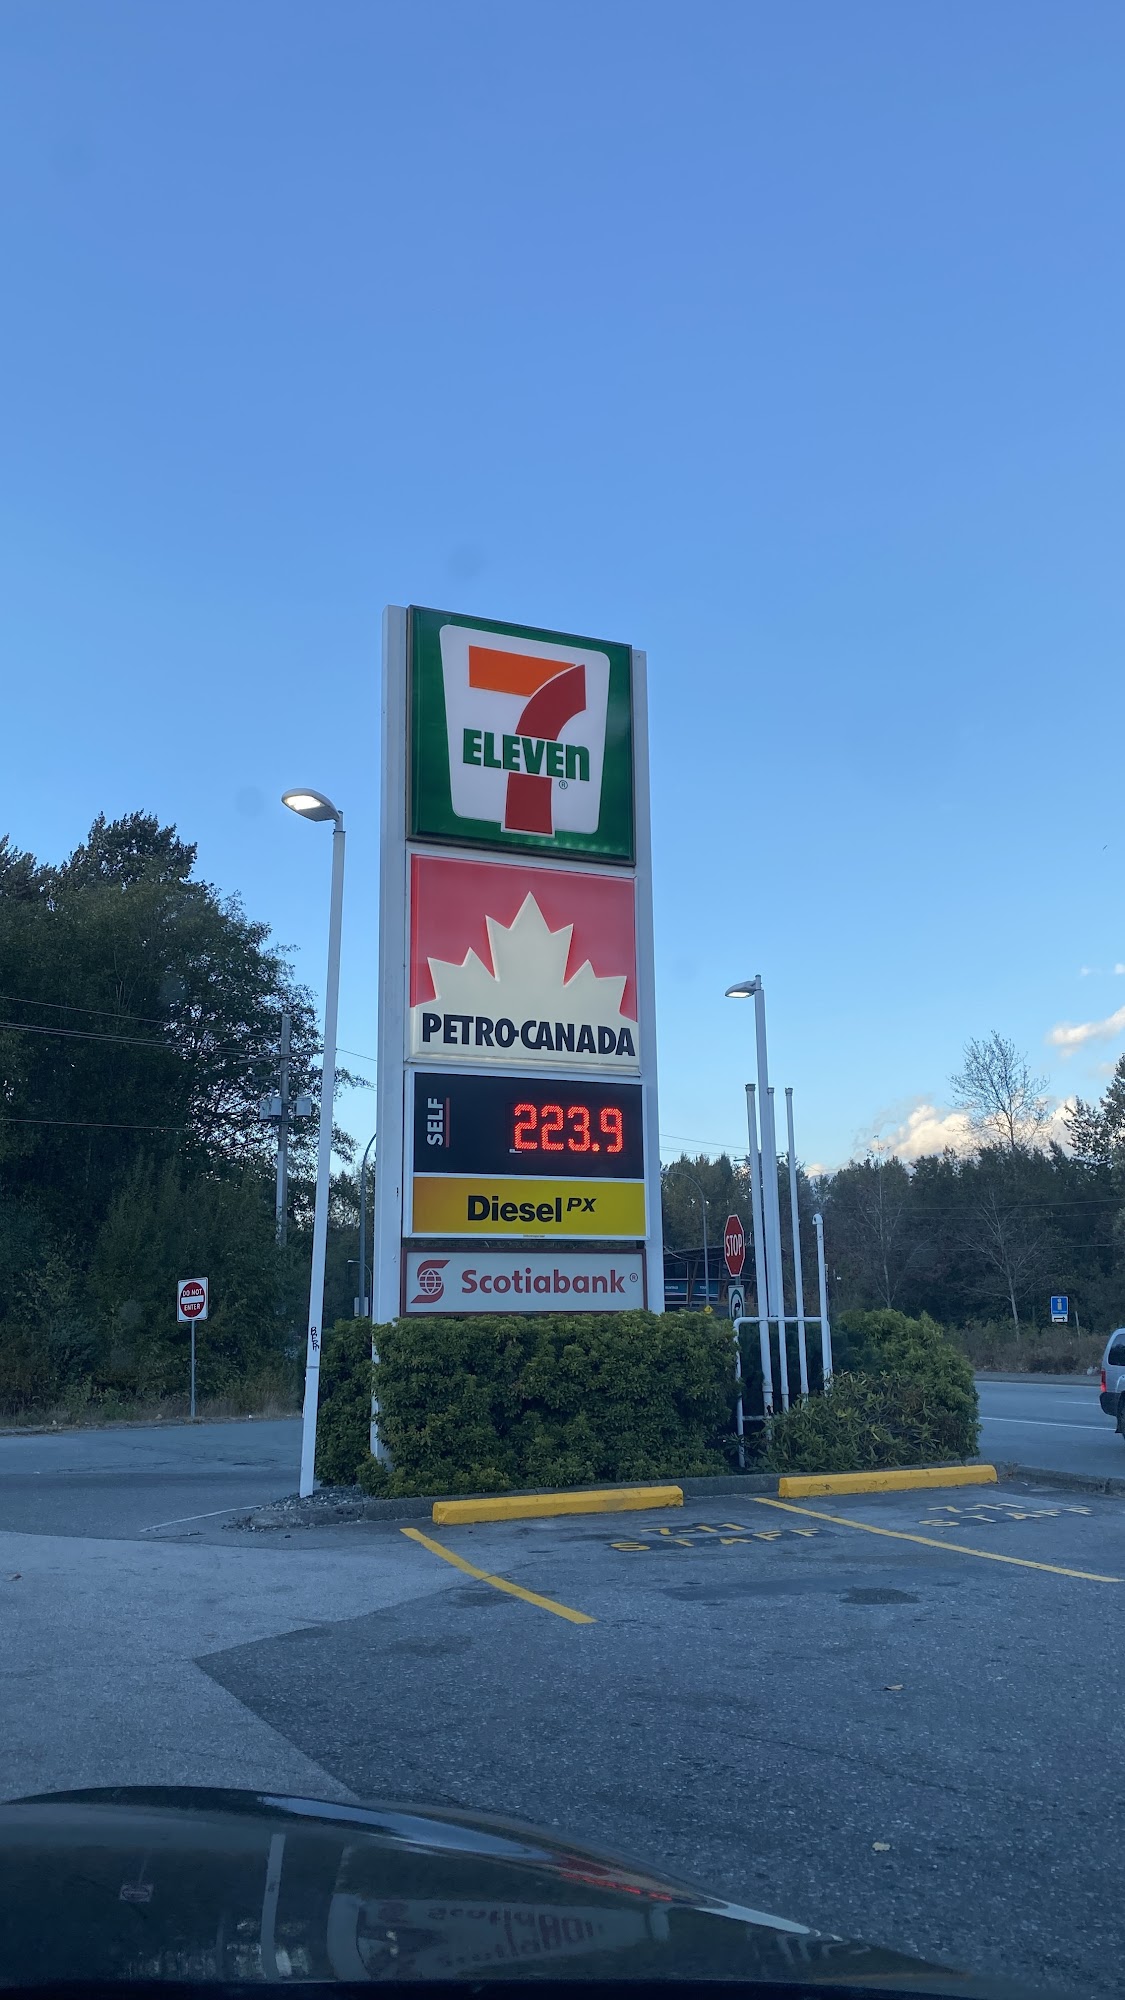 7
ELEVEn
®
PETRO-CANADA
SELF
223.9
Diesel PX
Scotiabank®
STOP
DO NOT
ENTER
7-11
STAFF
7-11
STAFF